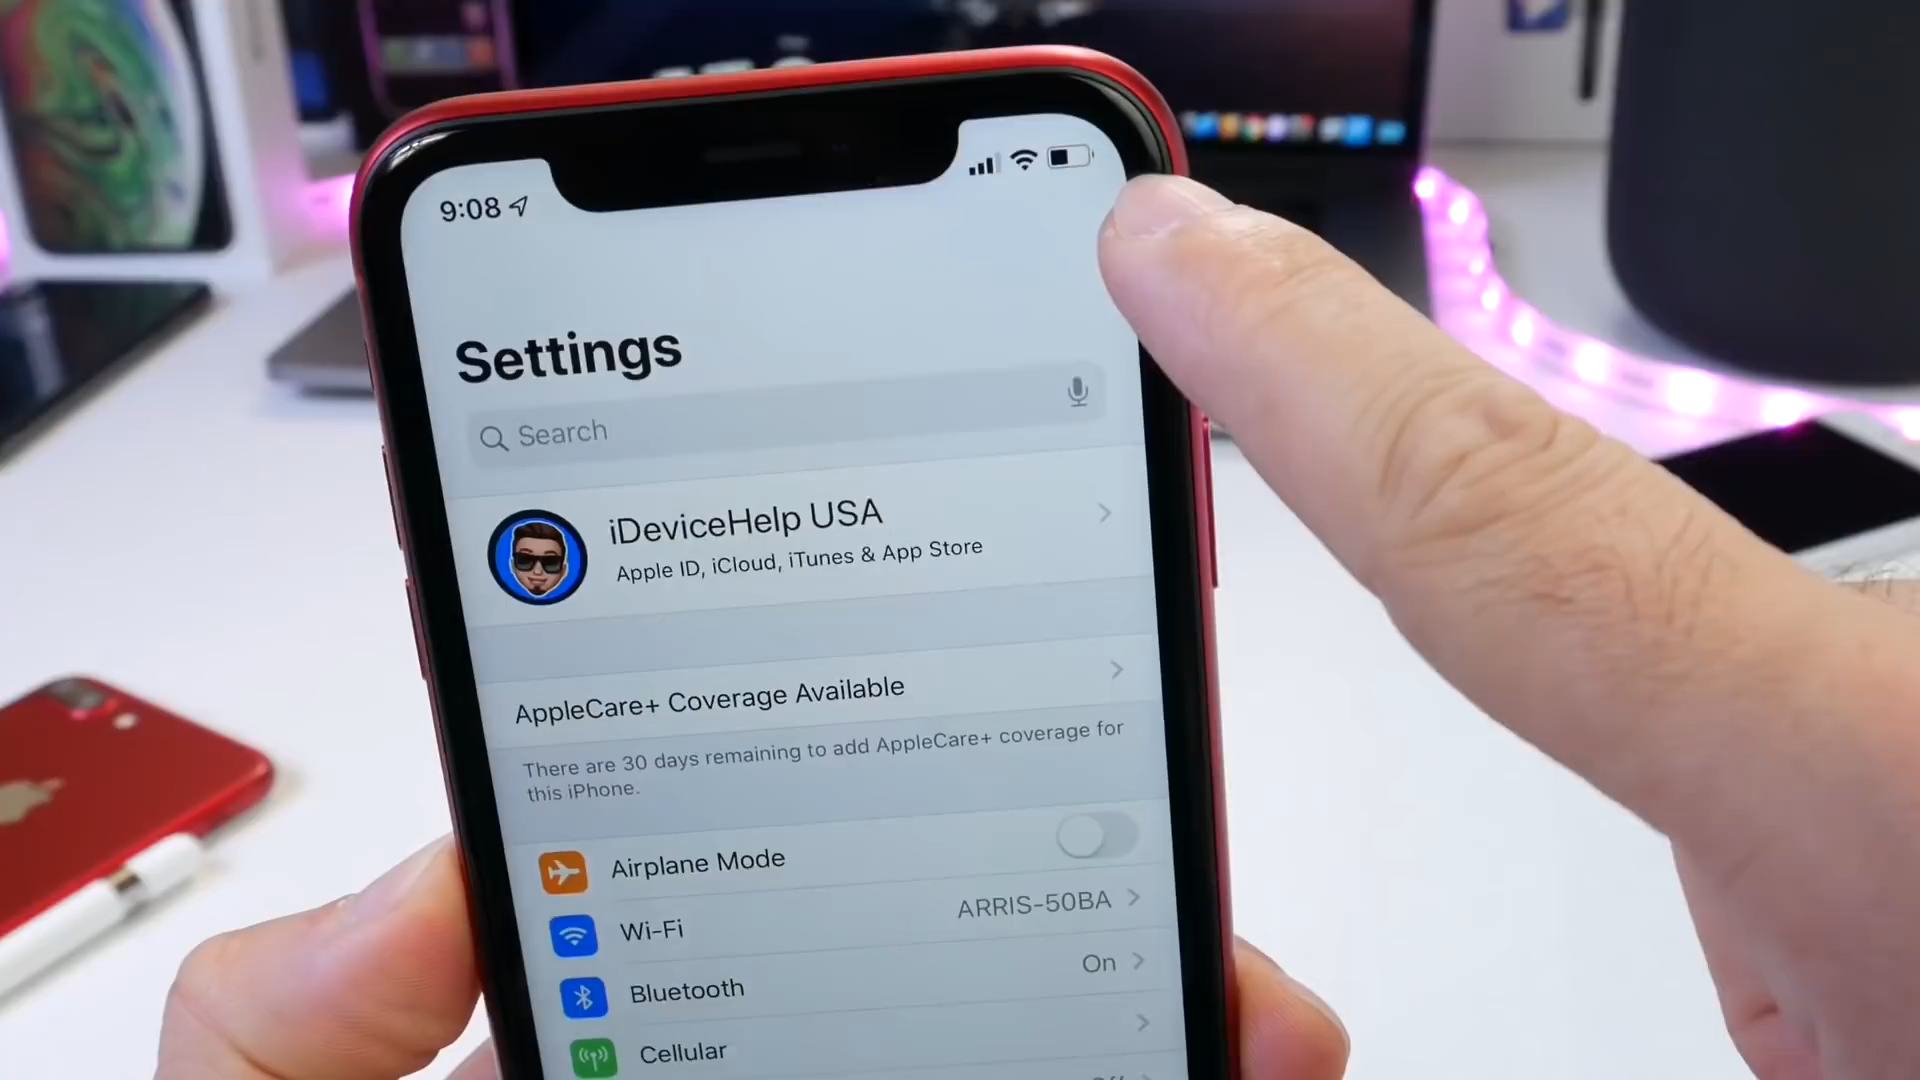 9:08
Settings
Search
iDeviceHelp USA
Apple ID, iCloud, iTunes & App Store
AppleCare+ Coverage Available
There are 30 days remaining to add AppleCare+ coverage for
this iPhone.
Airplane Mode
Wi-Fi ARRIS-50BA
Bluetooth On
Cellular